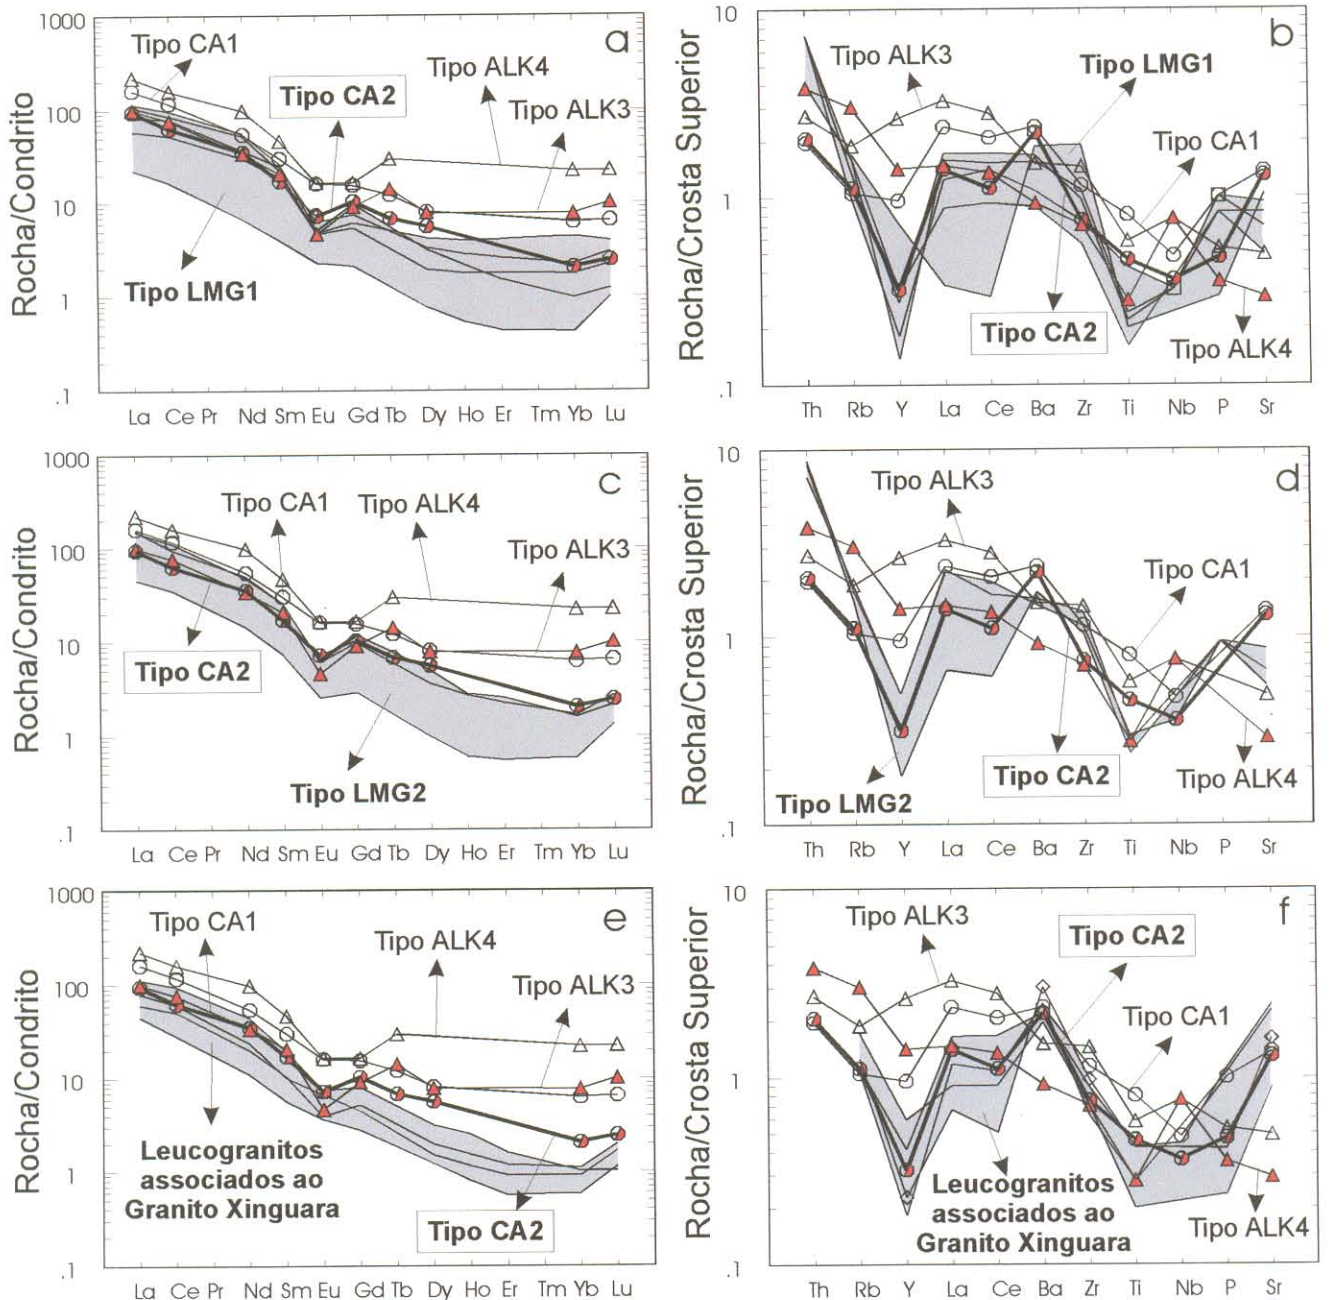 a
Rocha/Condrito
1000
100
10
1
.1
Tipo CA1
Tipo ALK4
Tipo CA2
Tipo ALK3
Tipo LMG1
La Ce Pr Nd Sm Eu Gd Tb Dy Ho Er Tm Yb Lu
b
Rocha/Crosta Superior
10
1
.1
Tipo ALK3
Tipo LMG1
Tipo CA1
Tipo CA2
Tipo ALK4
Th Rb Y La Ce Ba Zr Ti Nb P Sr
c
Rocha/Condrito
1000
100
10
1
.1
Tipo CA1
Tipo ALK4
Tipo ALK3
Tipo CA2
Tipo LMG2
La Ce Pr Nd Sm Eu Gd Tb Dy Ho Er Tm Yb Lu
d
Rocha/Crosta Superior
10
1
.1
Tipo ALK3
Tipo CA1
Tipo CA2
Tipo ALK4
Tipo LMG2
Th Rb Y La Ce Ba Zr Ti Nb P Sr
e
Rocha/Condrito
1000
100
10
1
.1
Tipo CA1
Tipo ALK4
Tipo ALK3
Leucogranitos
associados ao
Granito Xinguara
Tipo CA2
La Ce Pr Nd Sm Eu Gd Tb Dy Ho Er Tm Yb Lu
f
Rocha/Crosta Superior
10
1
.1
Tipo ALK3
Tipo CA2
Tipo CA1
Leucogranitos
associados ao
Granito Xinguara
Tipo ALK4
Th Rb Y La Ce Ba Zr Ti Nb P Sr